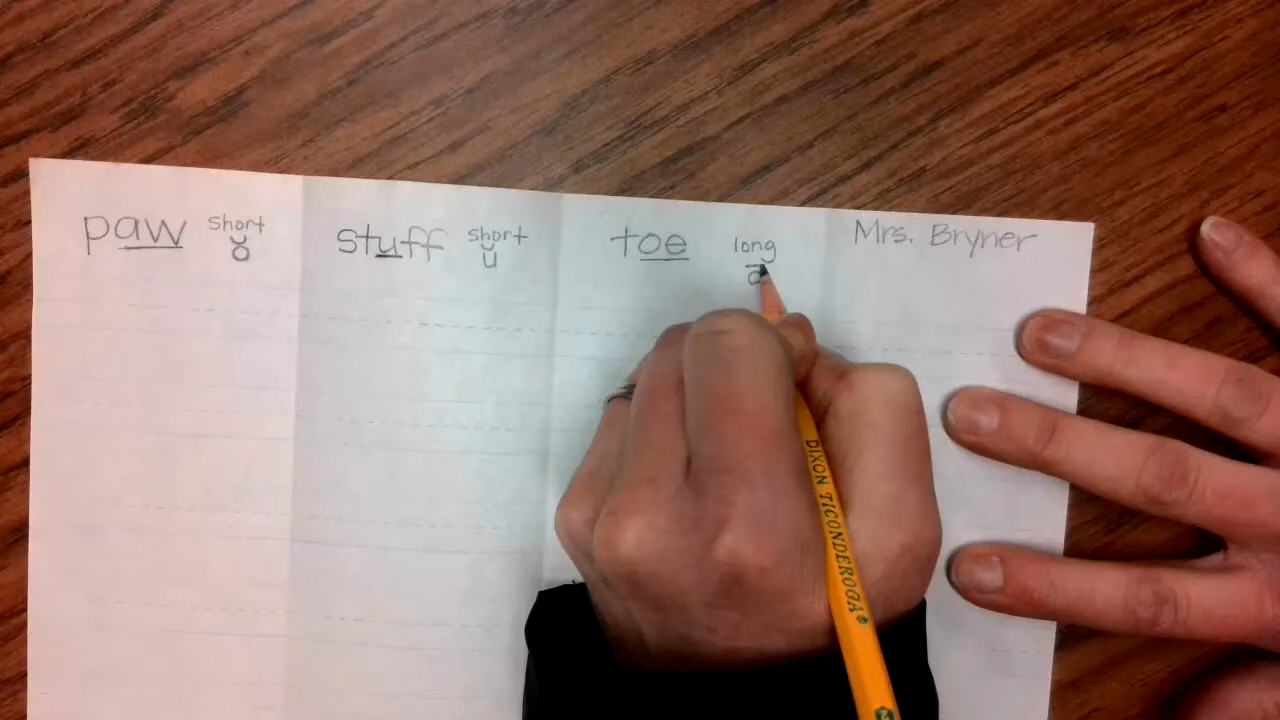 paw short ŏ
stuff short ŭ
toe long ō
Mrs. Bryner
DIXON TICONDEROGA®